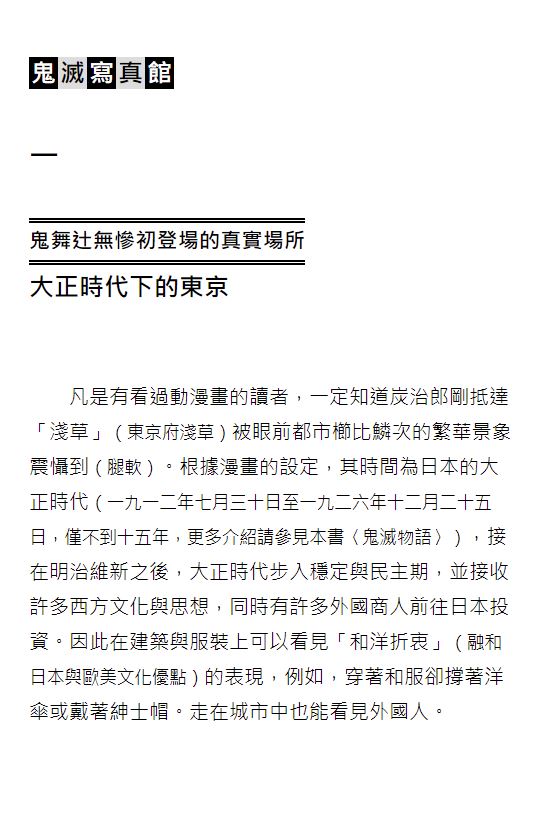 鬼滅寫真館
一
鬼舞辻無慘初登場的真實場所
大正時代下的東京
凡是有看過動漫畫的讀者，一定知道炭治郎剛抵達
「淺草」（東京府淺草）被眼前都市櫛比鱗次的繁華景象
震懾到（腿軟）。根據漫畫的設定，其時間為日本的大
正時代（一九一二年七月三十日至一九二六年十二月二十五
日，僅不到十五年，更多介紹請參見本書〈鬼滅物語〉），接
在明治維新之後，大正時代步入穩定與民主期，並接收
許多西方文化與思想，同時有許多外國商人前往日本投
資。因此在建築與服裝上可以看見「和洋折衷」（融和
日本與歐美文化優點）的表現，例如，穿著和服卻撐著洋
傘或戴著紳士帽。走在城市中也能看見外國人。